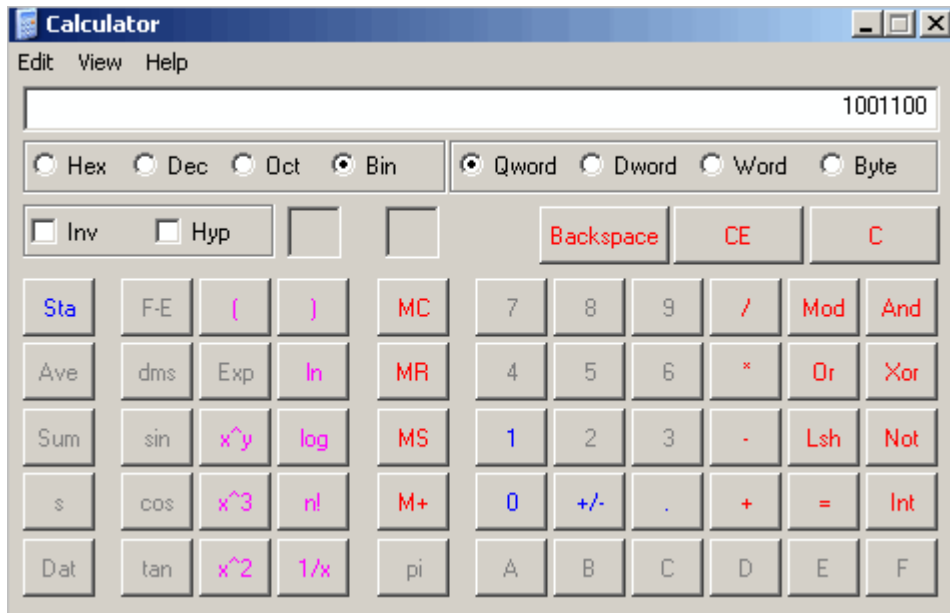 Calculator
Edit View Help
1001100
Hex Dec Oct Bin Qword Dword Word Byte
Inv Hyp Backspace CE C
Sta F-E ( ) MC 7 8 9 / Mod And
Ave dms Exp ln MR 4 5 6 * Or Xor
Sum sin x^y log MS 1 2 3 - Lsh Not
s cos x^3 n! M+ 0 +/- . + = Int
Dat tan x^2 1/x pi A B C D E F